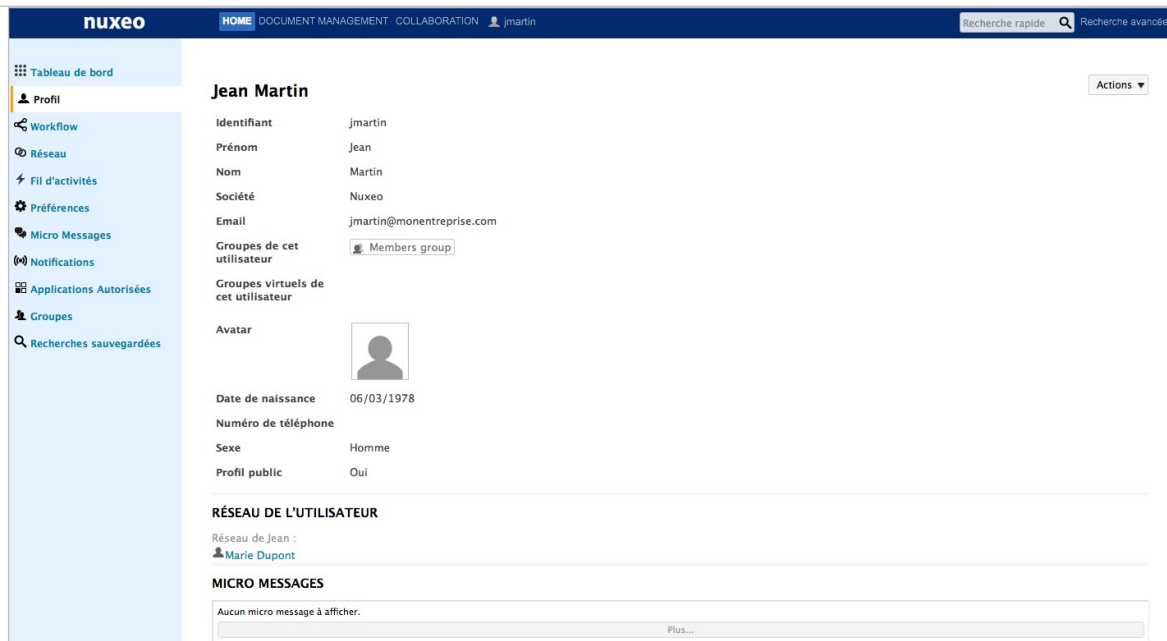 nuxeo
HOME DOCUMENT MANAGEMENT COLLABORATION jmartin
Recherche rapide
Recherche avancée
Tableau de bord
Profil
Workflow
Réseau
Fil d'activités
Préférences
Micro Messages
Notifications
Applications Autorisées
Groupes
Recherches sauvegardées
Jean Martin
Actions
Identifiant jmartin
Prénom Jean
Nom Martin
Société Nuxeo
Email jmartin@monentreprise.com
Groupes de cet
utilisateur
Members group
Groupes virtuels de
cet utilisateur
Avatar
Date de naissance 06/03/1978
Numéro de téléphone
Sexe Homme
Profil public Oui
RÉSEAU DE L'UTILISATEUR
Réseau de Jean :
Marie Dupont
MICRO MESSAGES
Aucun micro message à afficher.
Plus...